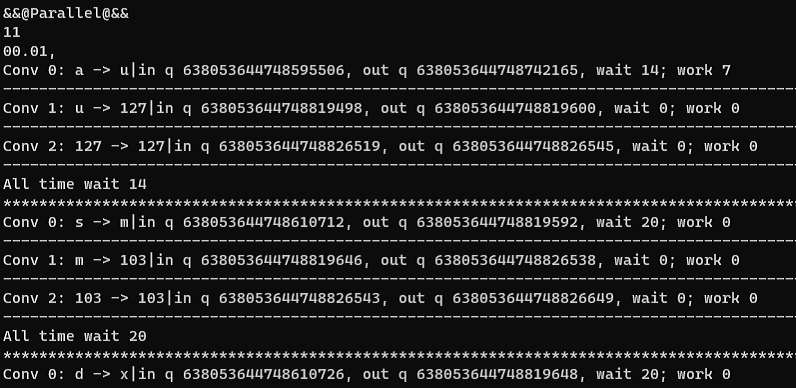 &&@Parallel@&&
11
00.01,
Conv 0: a -> u|in q 638053644748595506, out q 638053644748742165, wait 14; work 7
--------------------------------------------------------------------------------
Conv 1: u -> 127|in q 638053644748819498, out q 638053644748819600, wait 0; work 0
--------------------------------------------------------------------------------
Conv 2: 127 -> 127|in q 638053644748826519, out q 638053644748826545, wait 0; work 0
--------------------------------------------------------------------------------
All time wait 14
********************************************************************************
Conv 0: s -> m|in q 638053644748610712, out q 638053644748819592, wait 20; work 0
--------------------------------------------------------------------------------
Conv 1: m -> 103|in q 638053644748819646, out q 638053644748826538, wait 0; work 0
--------------------------------------------------------------------------------
Conv 2: 103 -> 103|in q 638053644748826543, out q 638053644748826649, wait 0; work 0
--------------------------------------------------------------------------------
All time wait 20
********************************************************************************
Conv 0: d -> x|in q 638053644748610726, out q 638053644748819648, wait 20; work 0